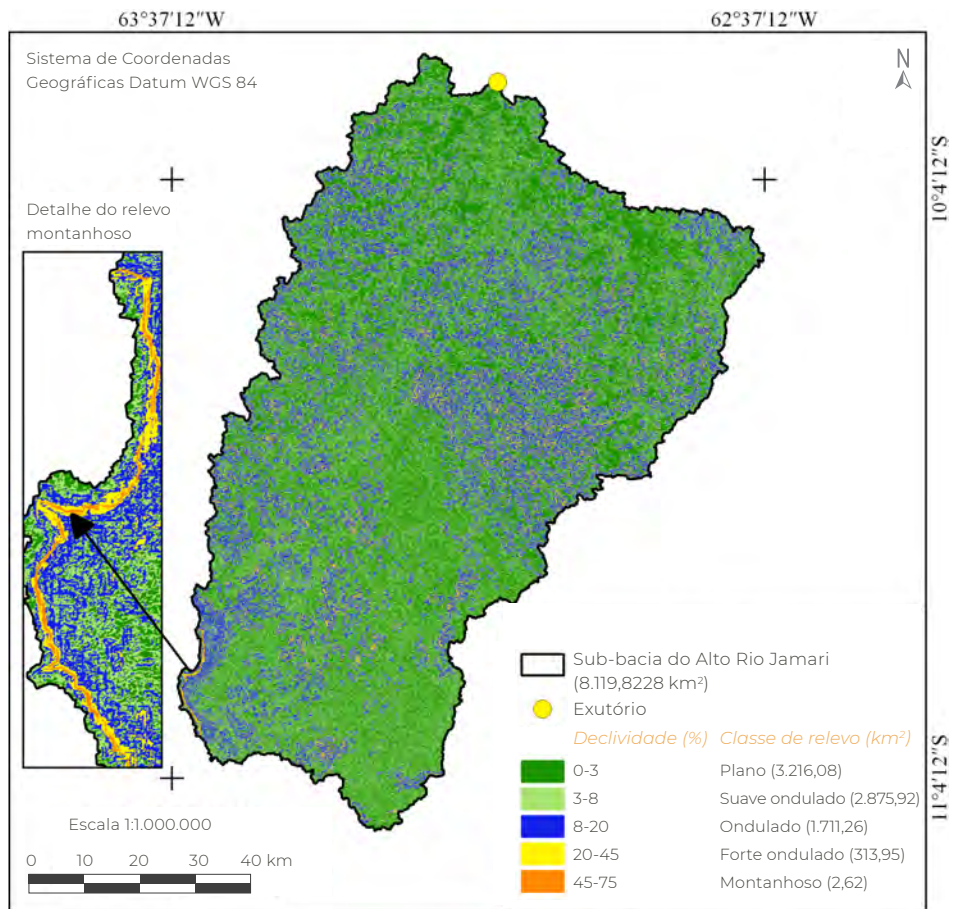 63°37'12"W
62°37'12"W
Sistema de Coordenadas
Geográficas Datum WGS 84
N
10°4'12"S
Detalhe do relevo
montanhoso
Sub-bacia do Alto Rio Jamari
(8.119,8228 km²)
Exutório
Declividade (%) Classe de relevo (km²)
0-3 Plano (3.216,08)
3-8 Suave ondulado (2.875,92)
8-20 Ondulado (1.711,26)
20-45 Forte ondulado (313,95)
45-75 Montanhoso (2,62)
11°4'12"S
Escala 1:1.000.000
0 10 20 30 40 km